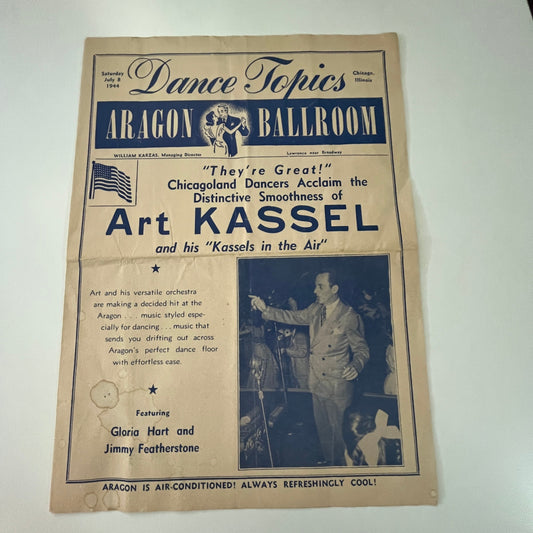 Saturday
July 8
1944
Dance Topics
Chicago,
Illinois
ARAGON BALLROOM
WILLIAM KARZAS, Managing Director
Lawrence near Broadway
"They're Great!"
Chicagoland Dancers Acclaim the
Distinctive Smoothness of
Art KASSEL
and his "Kassels in the Air"
Art and his versatile orchestra
are making a decided hit at the
Aragon . . . music styled espe-
cially for dancing . . . music that
sends you drifting out across
Aragon's perfect dance floor
with effortless ease.
Featuring
Gloria Hart and
Jimmy Featherstone
ARAGON IS AIR-CONDITIONED! ALWAYS REFRESHINGLY COOL!